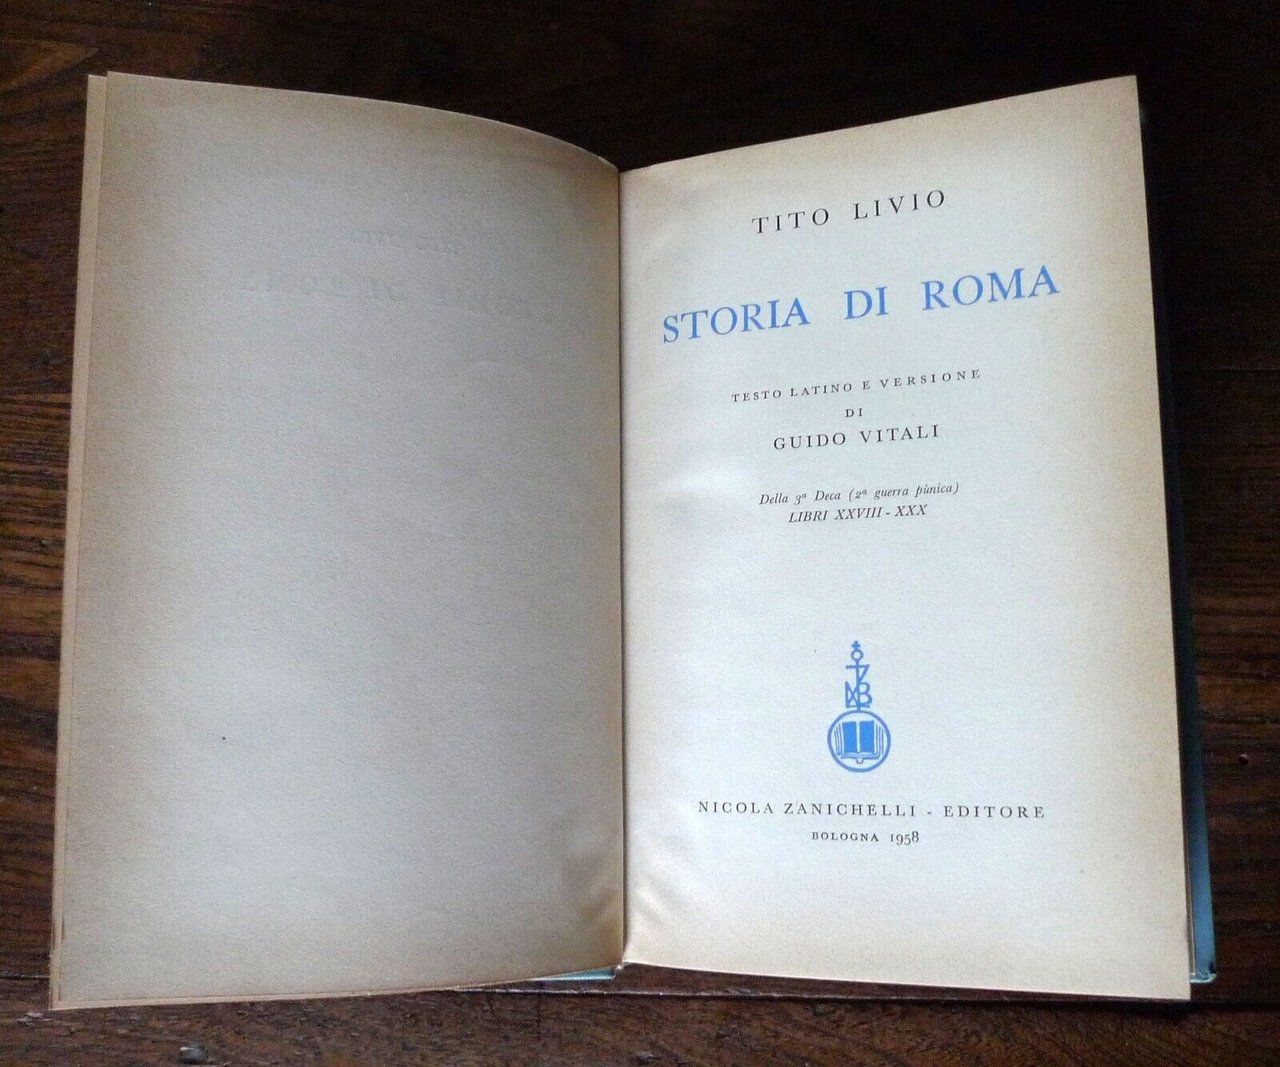 TITO LIVIO
STORIA DI ROMA
TESTO LATINO E VERSIONE
DI
GUIDO VITALI
Della 3ª Deca (2ª guerra pùnica)
LIBRI XXVIII - XXX
NICOLA ZANICHELLI - EDITORE
BOLOGNA 1958